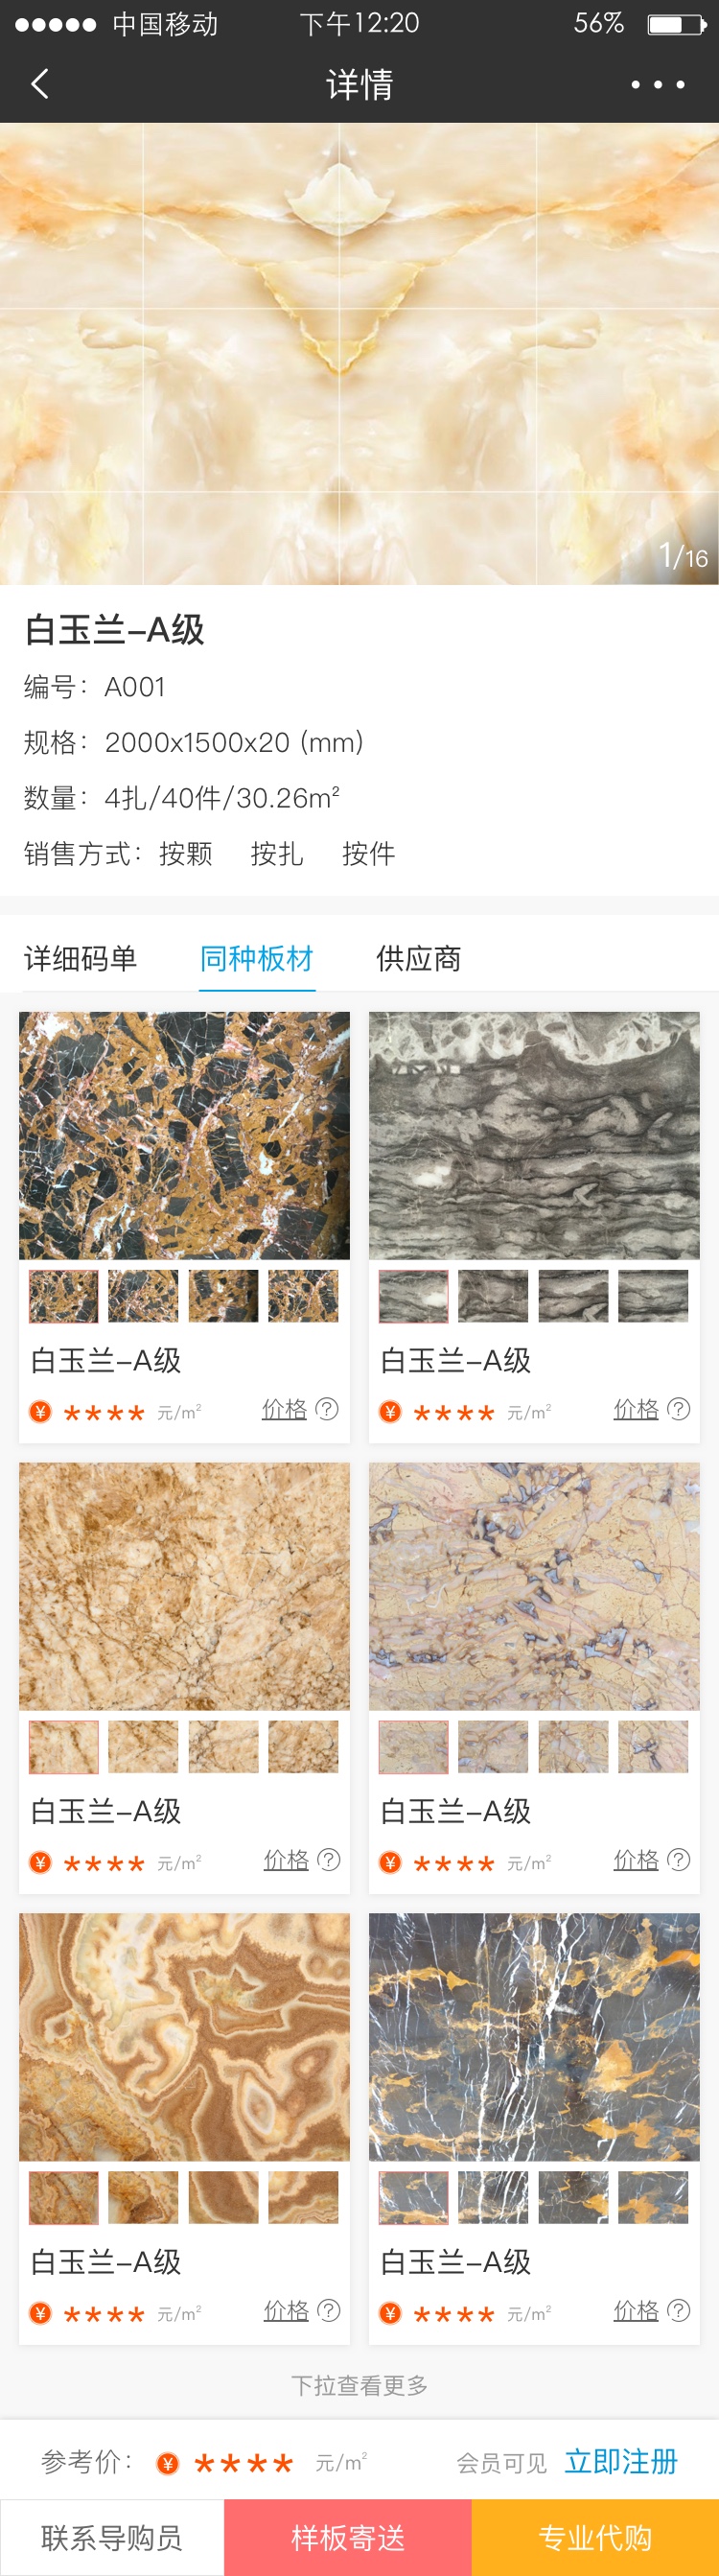 中国移动 下午12:20 56%
详情
1/16
白玉兰-A级
编号: A001
规格: 2000x1500x20 (mm)
数量: 4扎/40件/30.26m²
销售方式: 按颗 按扎 按件
详细码单 同种板材 供应商
白玉兰-A级 白玉兰-A级
¥ **** 元/m² 价格 ? ¥ **** 元/m² 价格 ?
白玉兰-A级 白玉兰-A级
¥ **** 元/m² 价格 ? ¥ **** 元/m² 价格 ?
白玉兰-A级 白玉兰-A级
¥ **** 元/m² 价格 ? ¥ **** 元/m² 价格 ?
下拉查看更多
参考价: ¥ **** 元/m² 会员可见 立即注册
联系导购员 样板寄送 专业代购